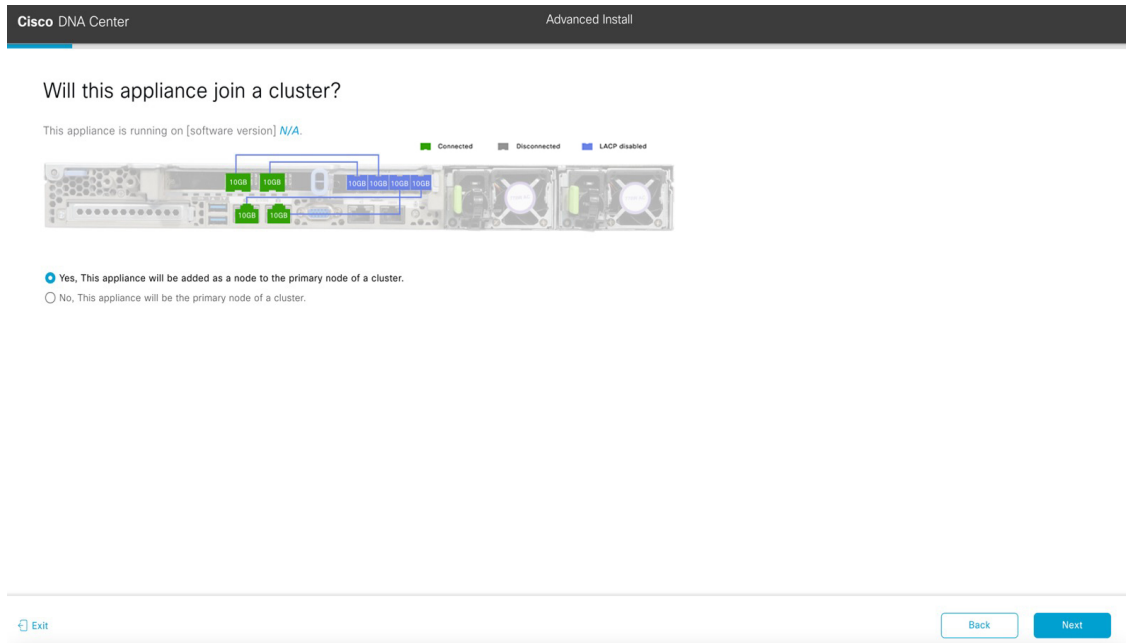 Cisco DNA Center
Advanced Install
Will this appliance join a cluster?
This appliance is running on [software version] N/A.
Connected Disconnected LACP disabled
10GB 10GB 10GB 10GB 10GB 10GB
10GB 10GB
Yes, This appliance will be added as a node to the primary node of a cluster.
No, This appliance will be the primary node of a cluster.
Exit
Back
Next